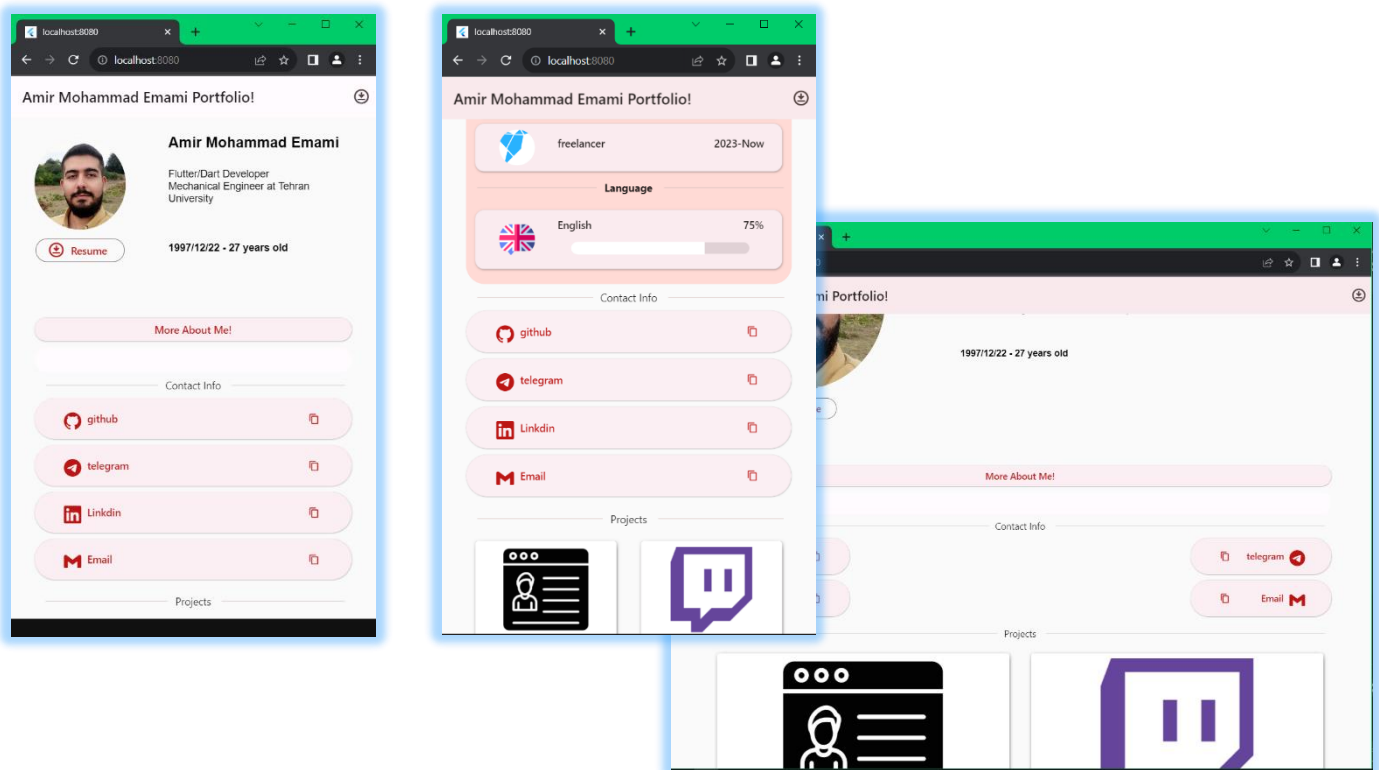 localhost:8080
localhost:8080
Amir Mohammad Emami Portfolio!
Amir Mohammad Emami
Flutter/Dart Developer
Mechanical Engineer at Tehran
University
Resume
1997/12/22 - 27 years old
More About Me!
Contact Info
github
telegram
Linkdin
Email
Projects
localhost:8080
localhost:8080
Amir Mohammad Emami Portfolio!
freelancer 2023-Now
Language
English 75%
Contact Info
github
telegram
Linkdin
Email
Projects
Portfolio!
1997/12/22 - 27 years old
More About Me!
Contact Info
telegram
Email
Projects